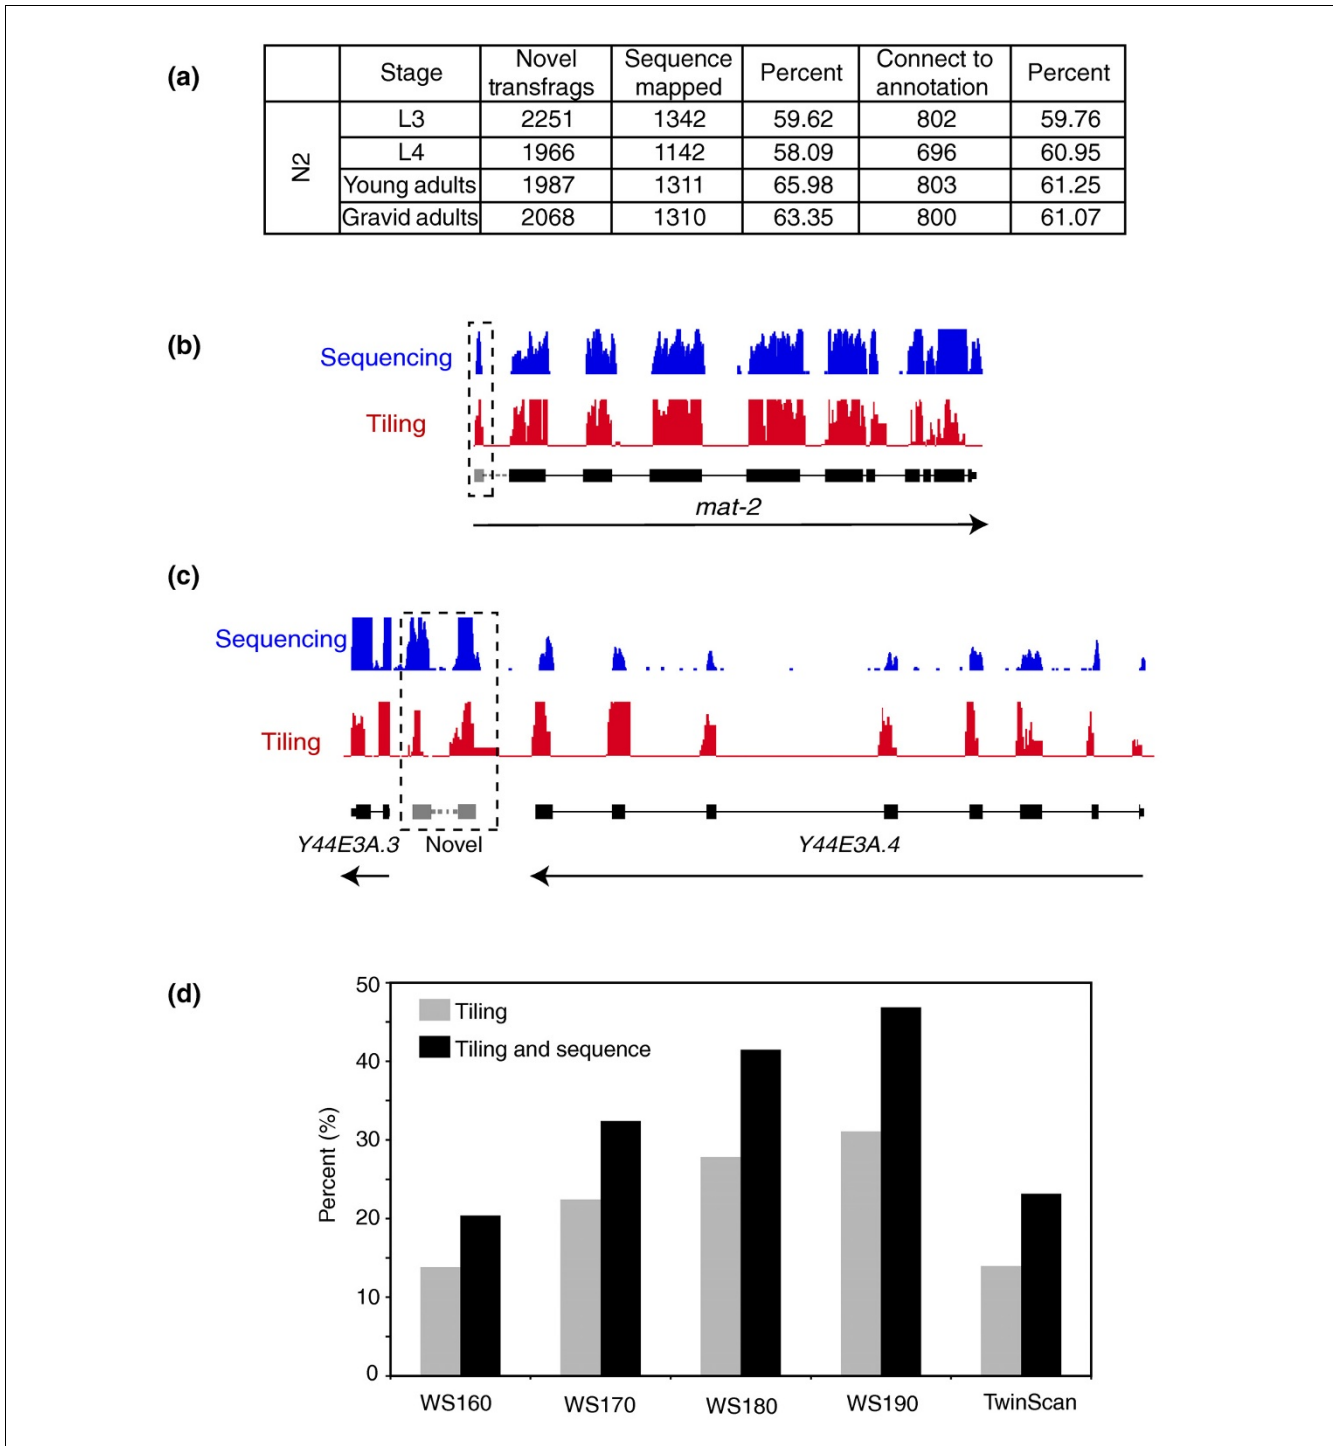 (a)
Stage Novel transfrags Sequence mapped Percent Connect to annotation Percent
N2
L3 2251 1342 59.62 802 59.76
L4 1966 1142 58.09 696 60.95
Young adults 1987 1311 65.98 803 61.25
Gravid adults 2068 1310 63.35 800 61.07
(b)
Sequencing
Tiling
mat-2
(c)
Sequencing
Tiling
Y44E3A.3 Novel Y44E3A.4
(d)
Tiling
Tiling and sequence
Percent (%)
50
40
30
20
10
0
WS160 WS170 WS180 WS190 TwinScan